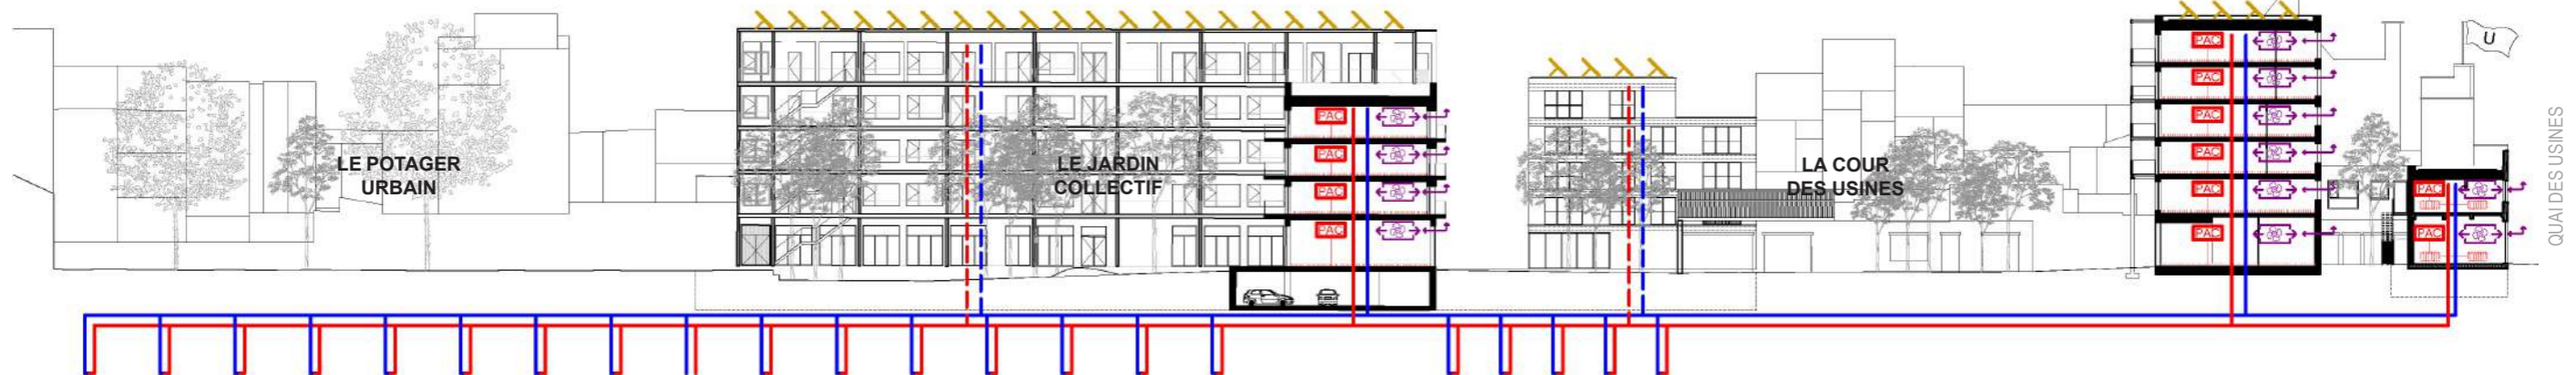 LE POTAGER
URBAIN
LE JARDIN
COLLECTIF
LA COUR
DES USINES
QUAI DES USINES
U
PAC
PAC
PAC
PAC
PAC
PAC
PAC
PAC
PAC
PAC
PAC
PAC